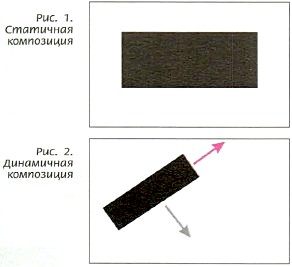 Рис. 1.
Статичная
композиция
Рис. 2.
Динамичная
композиция